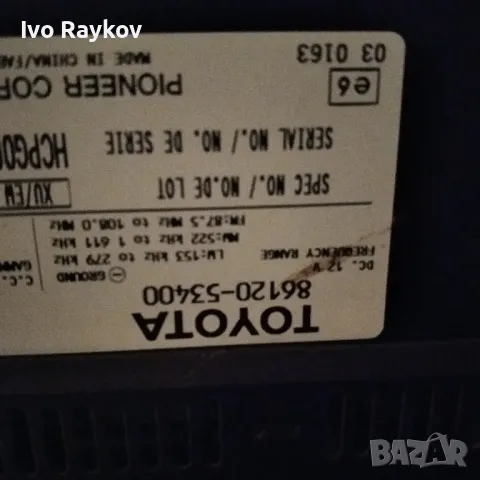 Ivo Raykov
TOYOTA
86120-53400
DC. 12 V ⊖ GROUND C.C.
FREQUENCY RANGE GAMM
LW:153 kHz to 279 kHz
MW:522 kHz to 1 611 kHz
FM:87.5 MHz to 108.0 MHz
SPEC NO./ NO.DE LOT XU/EW
SERIAL NO./ NO. DE SERIE HCPG0
e6 PIONEER COR
MADE IN CHINA/FAB
03 0163
BAZAR